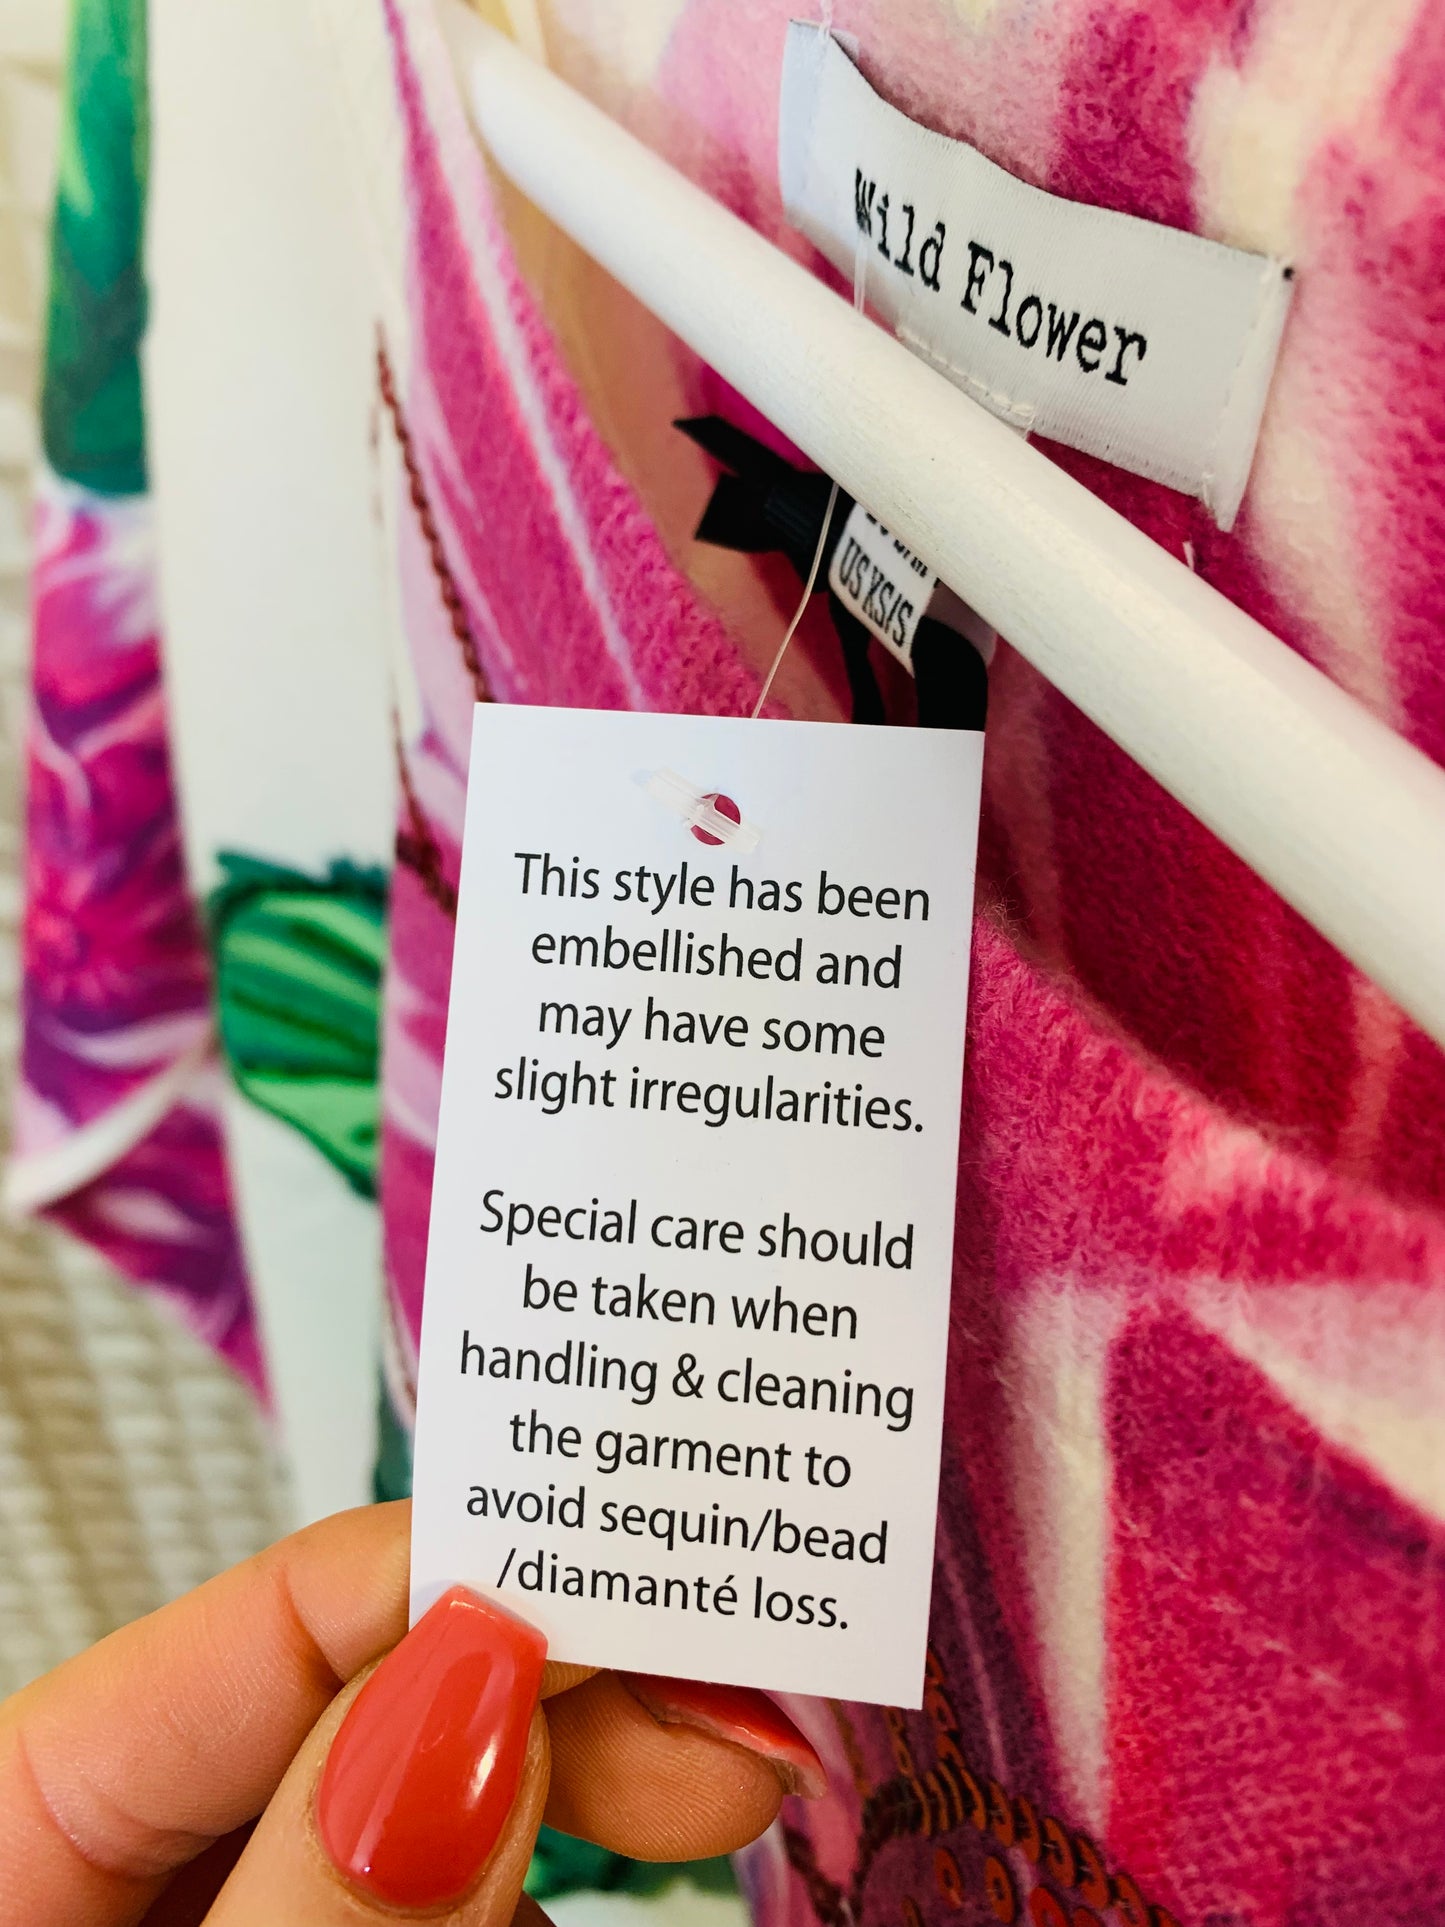 Wild Flower
US XS/S
This style has been
embellished and
may have some
slight irregularities.
Special care should
be taken when
handling & cleaning
the garment to
avoid sequin/bead
/diamanté loss.